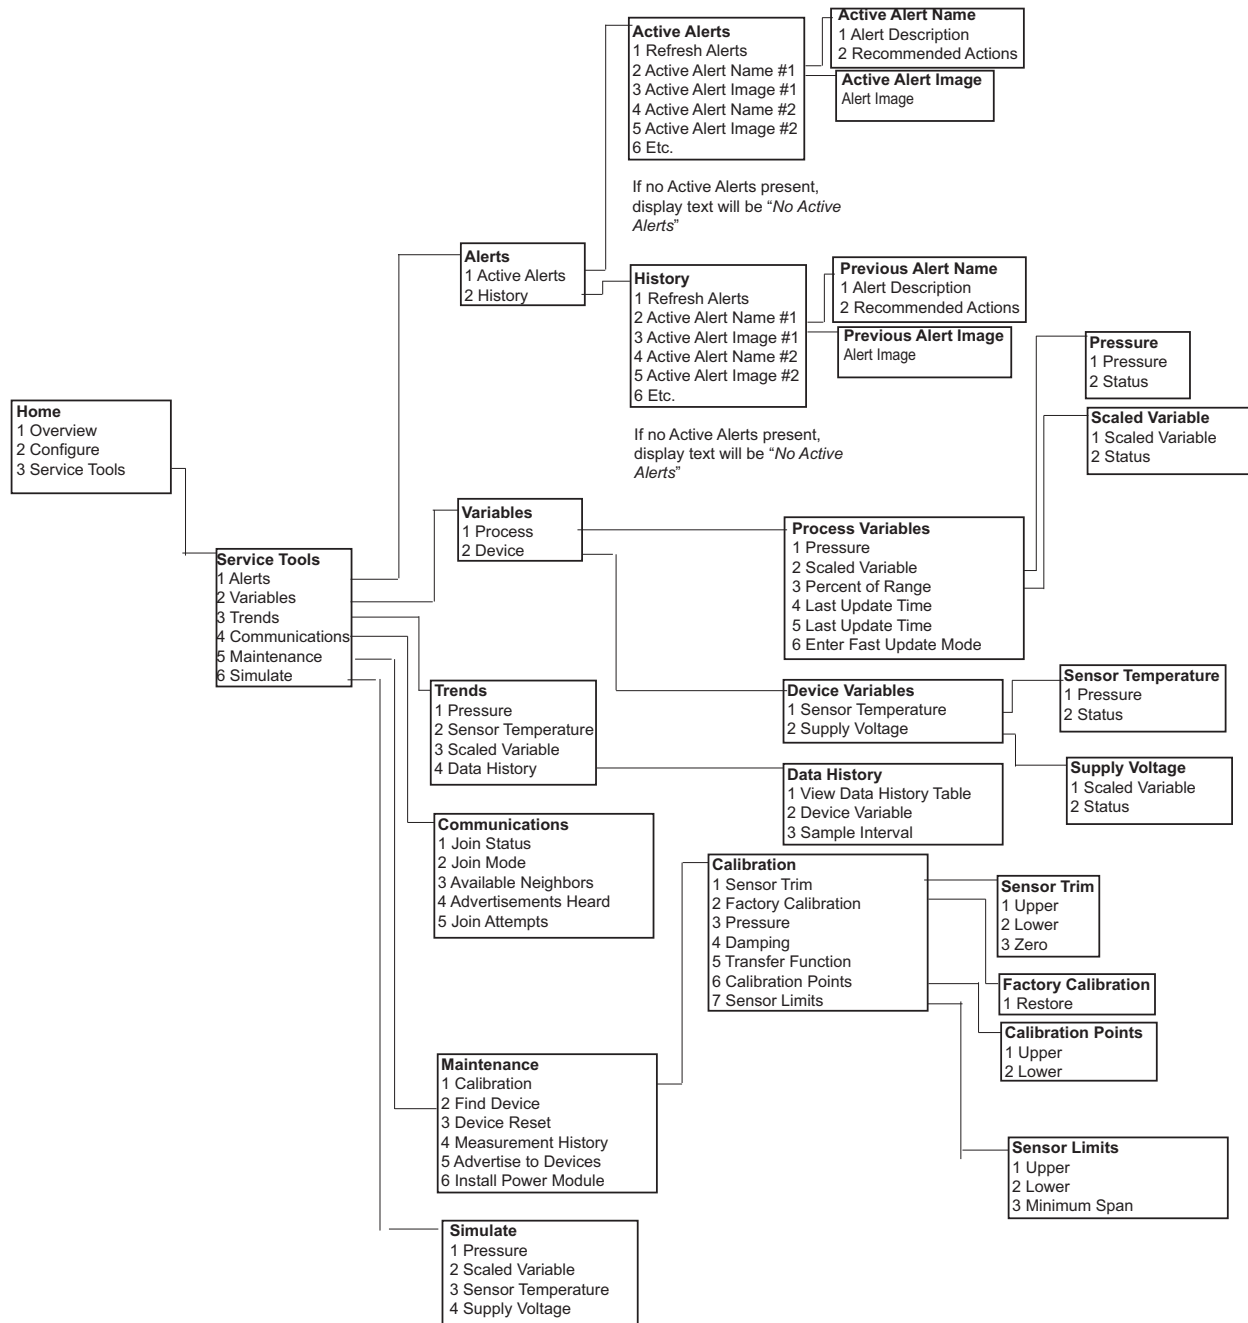 Home
1 Overview
2 Configure
3 Service Tools
Service Tools
1 Alerts
2 Variables
3 Trends
4 Communications
5 Maintenance
6 Simulate
Alerts
1 Active Alerts
2 History
Active Alerts
1 Refresh Alerts
2 Active Alert Name #1
3 Active Alert Image #1
4 Active Alert Name #2
5 Active Alert Image #2
6 Etc.
If no Active Alerts present,
display text will be “No Active
Alerts”
Active Alert Name
1 Alert Description
2 Recommended Actions
Active Alert Image
Alert Image
History
1 Refresh Alerts
2 Active Alert Name #1
3 Active Alert Image #1
4 Active Alert Name #2
5 Active Alert Image #2
6 Etc.
If no Active Alerts present,
display text will be “No Active
Alerts”
Previous Alert Name
1 Alert Description
2 Recommended Actions
Previous Alert Image
Alert Image
Variables
1 Process
2 Device
Process Variables
1 Pressure
2 Scaled Variable
3 Percent of Range
4 Last Update Time
5 Last Update Time
6 Enter Fast Update Mode
Pressure
1 Pressure
2 Status
Scaled Variable
1 Scaled Variable
2 Status
Device Variables
1 Sensor Temperature
2 Supply Voltage
Sensor Temperature
1 Pressure
2 Status
Supply Voltage
1 Scaled Variable
2 Status
Trends
1 Pressure
2 Sensor Temperature
3 Scaled Variable
4 Data History
Data History
1 View Data History Table
2 Device Variable
3 Sample Interval
Communications
1 Join Status
2 Join Mode
3 Available Neighbors
4 Advertisements Heard
5 Join Attempts
Maintenance
1 Calibration
2 Find Device
3 Device Reset
4 Measurement History
5 Advertise to Devices
6 Install Power Module
Calibration
1 Sensor Trim
2 Factory Calibration
3 Pressure
4 Damping
5 Transfer Function
6 Calibration Points
7 Sensor Limits
Sensor Trim
1 Upper
2 Lower
3 Zero
Factory Calibration
1 Restore
Calibration Points
1 Upper
2 Lower
Sensor Limits
1 Upper
2 Lower
3 Minimum Span
Simulate
1 Pressure
2 Scaled Variable
3 Sensor Temperature
4 Supply Voltage